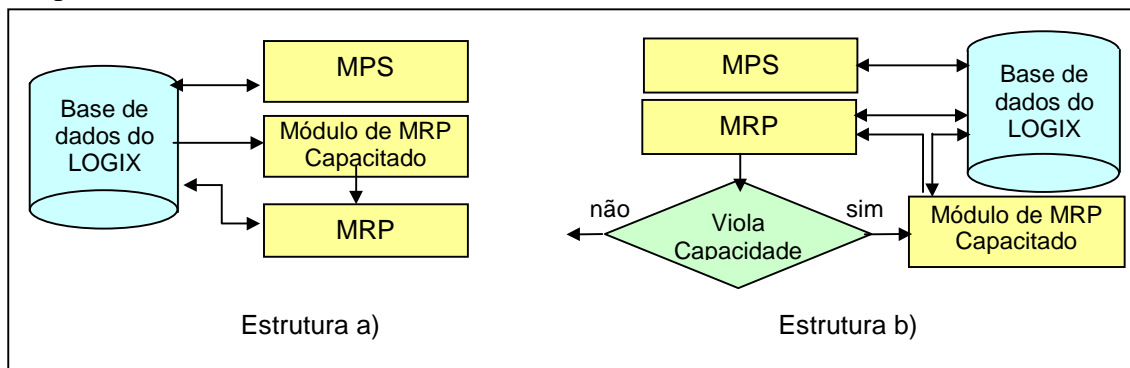 MPS
Base de
dados do
LOGIX
Módulo de MRP
Capacitado
MRP
Estrutura a)
MPS
Base de
dados do
LOGIX
MRP
não
Viola
Capacidade
sim
Módulo de MRP
Capacitado
Estrutura b)